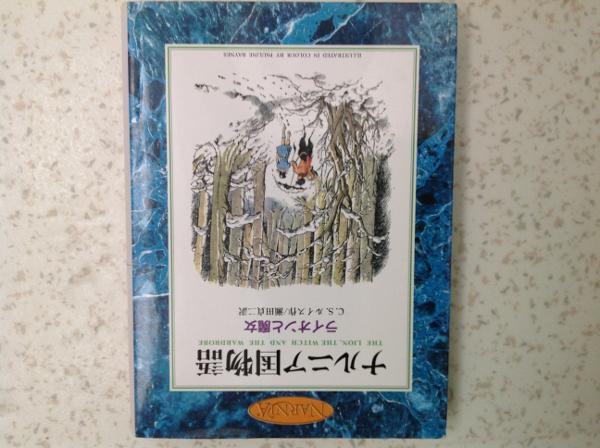 NARNIA
ナルニア国物語
THE LION, THE WITCH AND THE WARDROBE
ライオンと魔女
C.S.ルイス作/瀬田貞二訳
ILLUSTRATED IN COLOUR BY PAULINE BAYNES